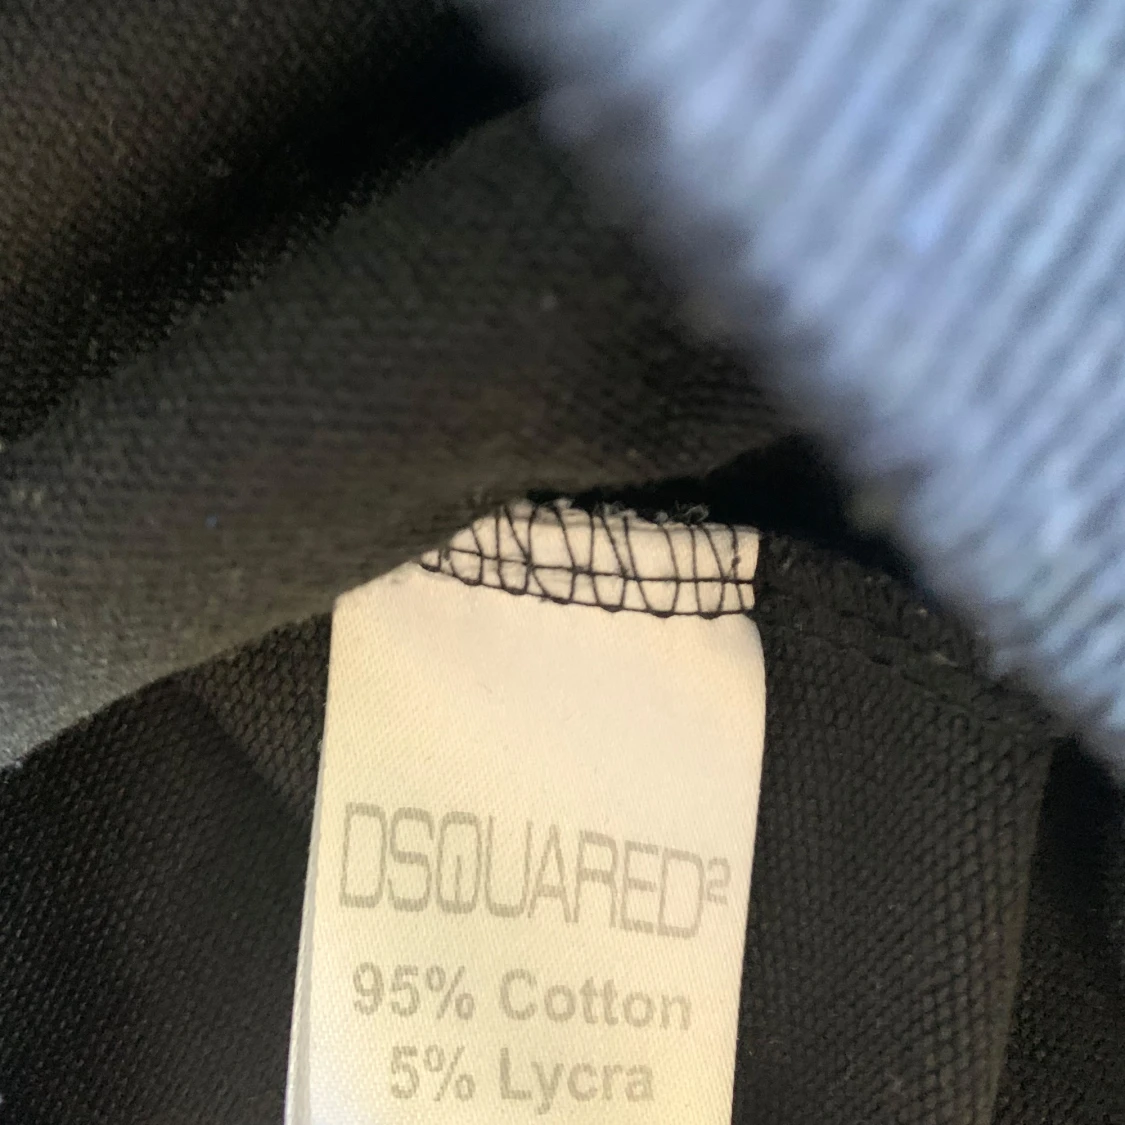 DSQUARED²
95% Cotton
5% Lycra